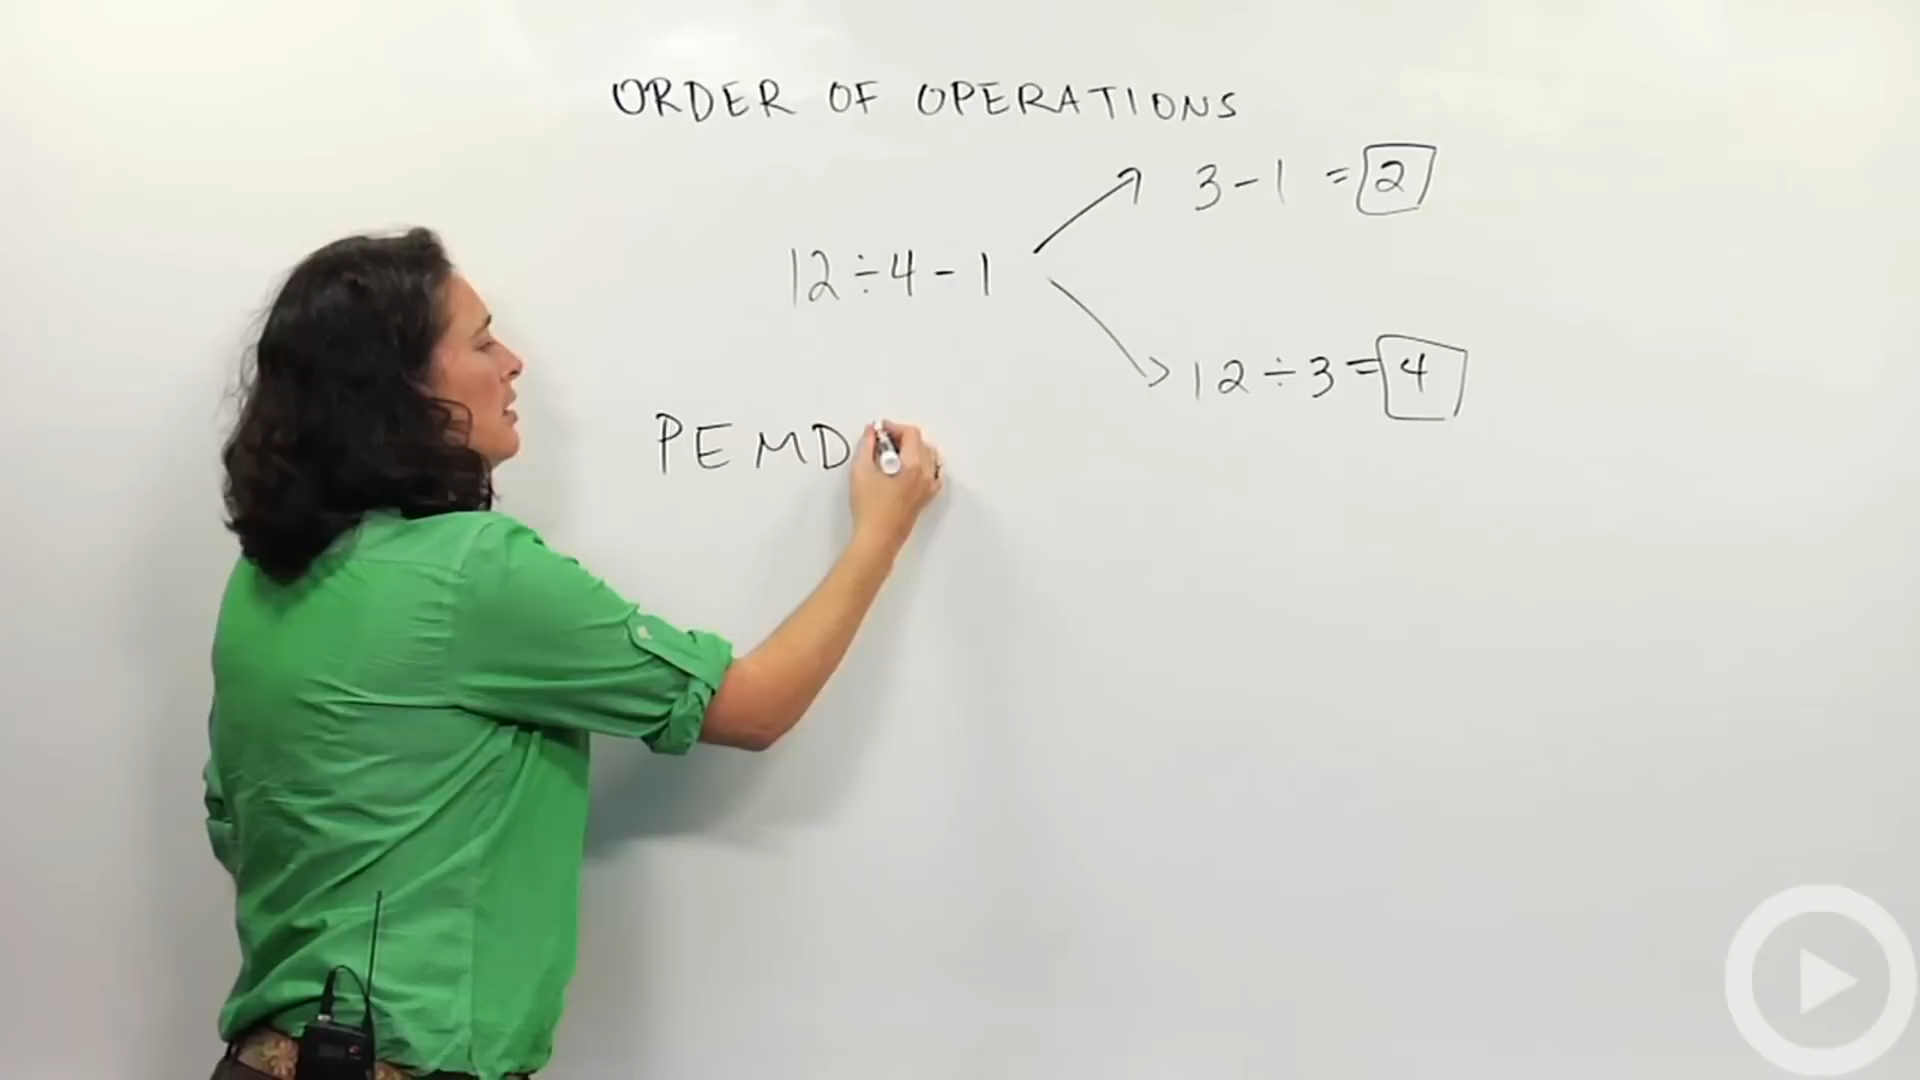 ORDER OF OPERATIONS
3-1 = 2
12÷4-1
12÷3=4
PEMD